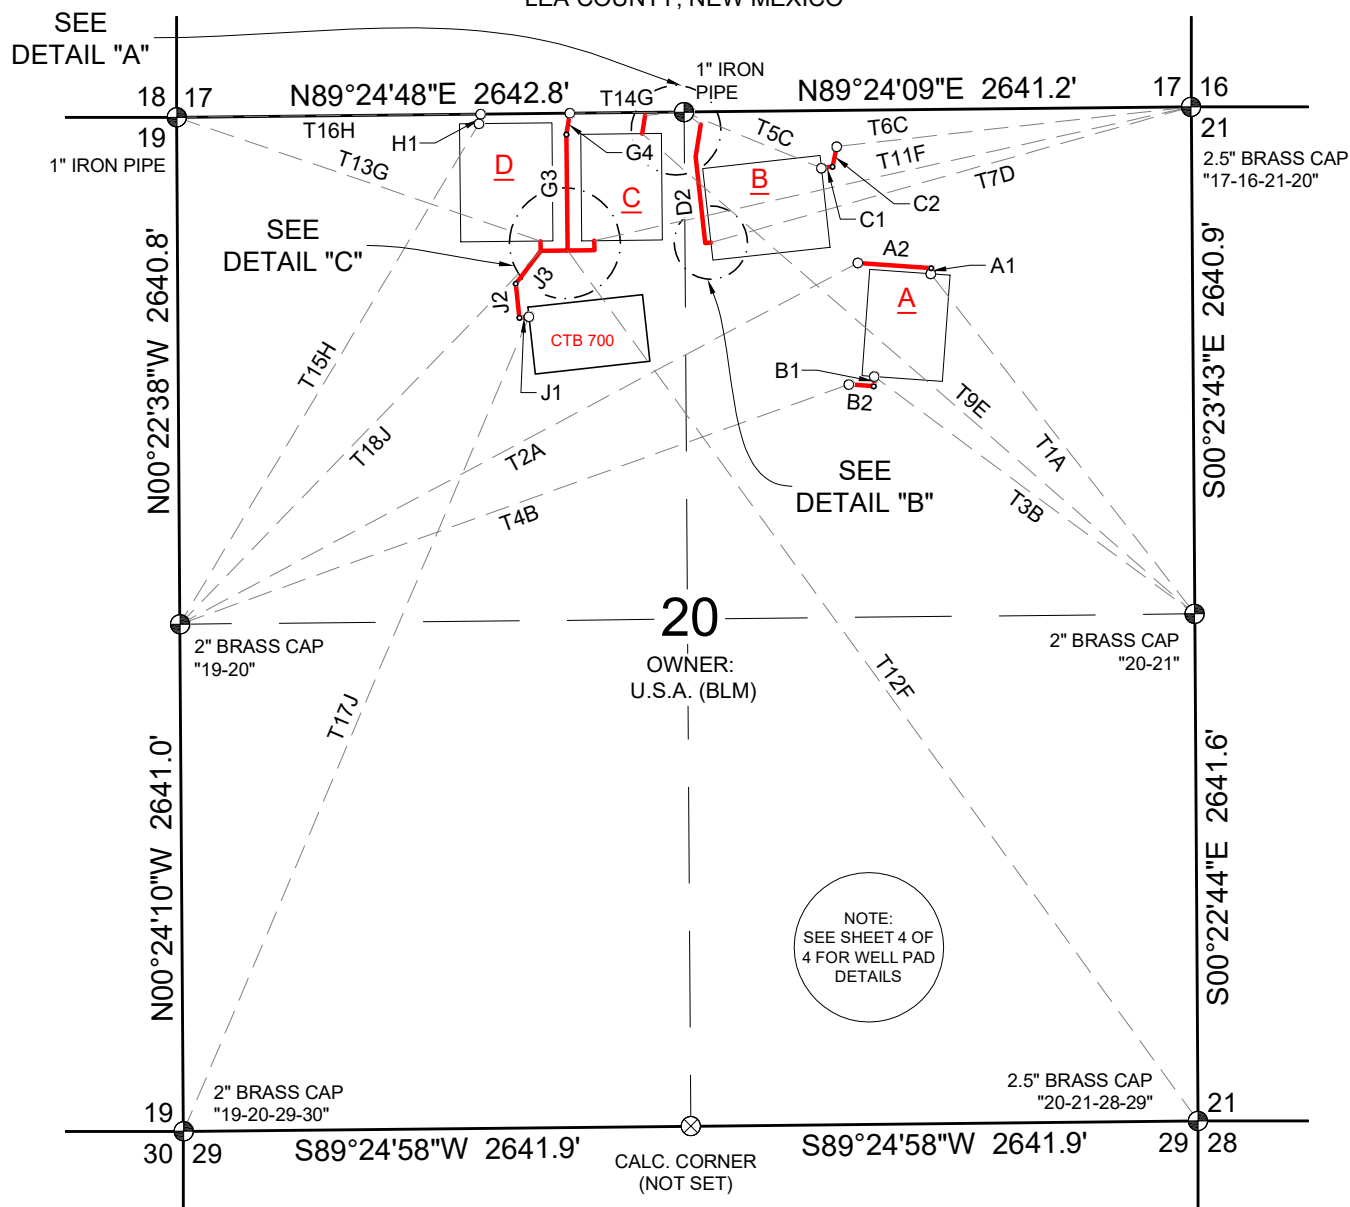 LEA COUNTY, NEW MEXICO
SEE
DETAIL "A"
18
17
N89°24'48"E 2642.8'
T14G
1" IRON
PIPE
N89°24'09"E 2641.2'
17
16
19
1" IRON PIPE
T16H
H1
T13G
D
G3
G4
C
D2
B
T5C
T6C
T11F
T7D
C1
C2
21
2.5" BRASS CAP
"17-16-21-20"
SEE
DETAIL "C"
J3
J2
CTB 700
J1
A2
A1
A
B1
B2
N00°22'38"W 2640.8'
S00°23'43"E 2640.9'
T15H
T18J
T2A
T4B
T9E
T1A
T3B
SEE
DETAIL "B"
20
OWNER:
U.S.A. (BLM)
2" BRASS CAP
"19-20"
2" BRASS CAP
"20-21"
T17J
T12F
N00°24'10"W 2641.0'
S00°22'44"E 2641.6'
NOTE:
SEE SHEET 4 OF
4 FOR WELL PAD
DETAILS
19
2" BRASS CAP
"19-20-29-30"
2.5" BRASS CAP
"20-21-28-29"
21
30
29
S89°24'58"W 2641.9'
CALC. CORNER
(NOT SET)
S89°24'58"W 2641.9'
29
28